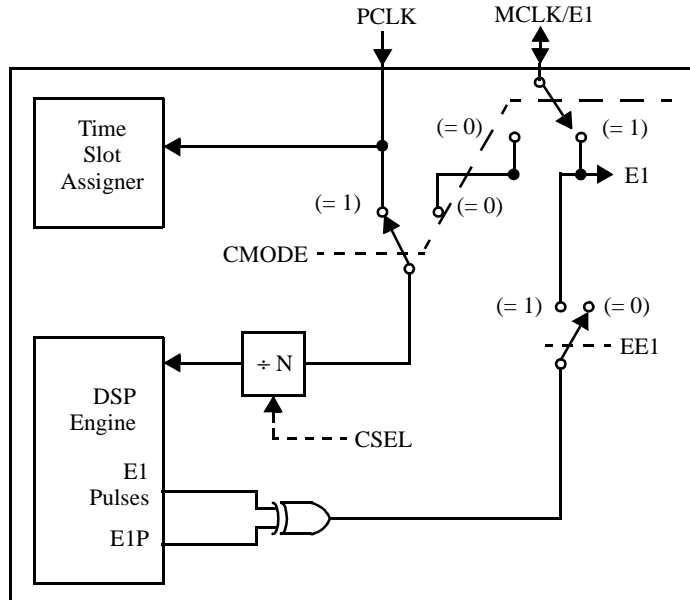 PCLK
MCLK/E1
Time
Slot
Assigner
(= 0)
(= 1)
E1
(= 1)
(= 0)
CMODE
(= 1)
(= 0)
EE1
÷ N
DSP
Engine
CSEL
E1
Pulses
E1P